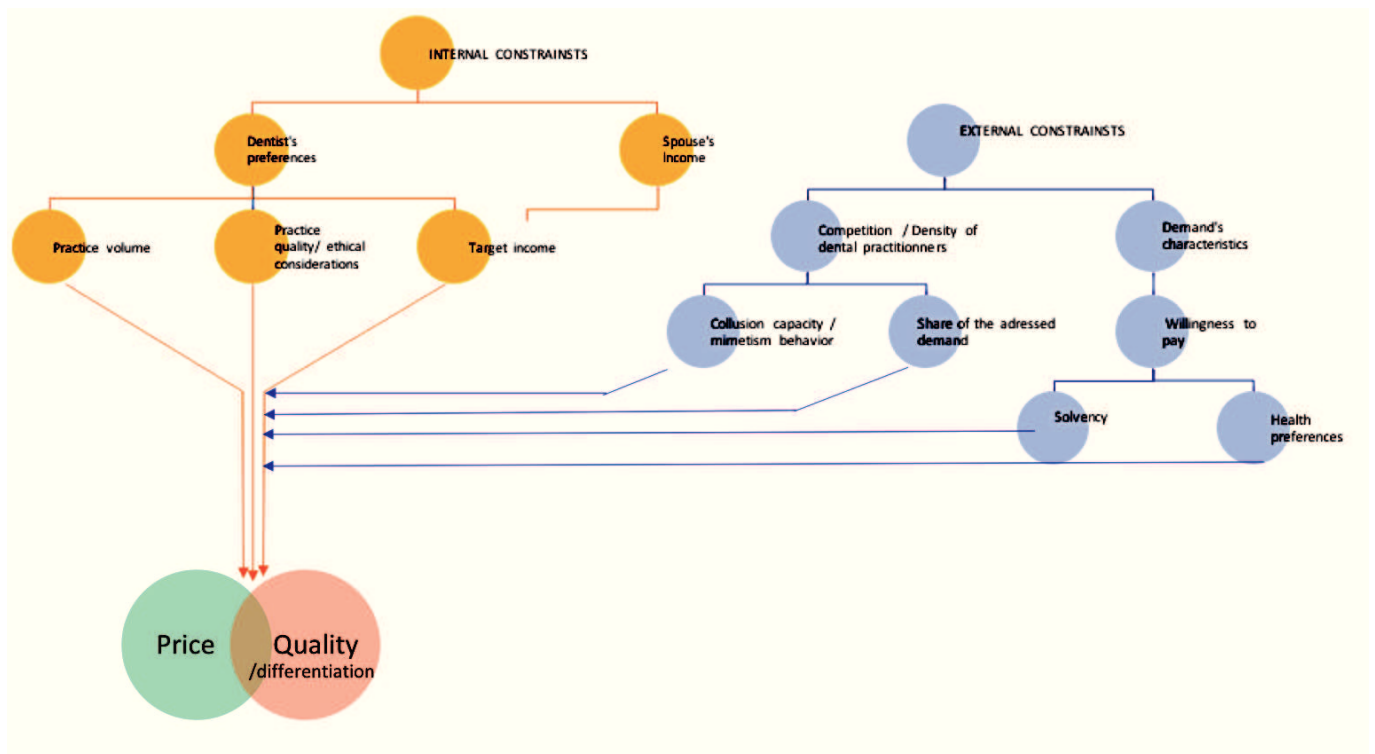 INTERNAL CONSTRAINSTS
Dentist's
preferences
Spouse's
Income
Practice volume
Practice
quality/ ethical
considerations
Target income
EXTERNAL CONSTRAINSTS
Competition / Density of
dental practitionners
Demand's
characteristics
Collusion capacity /
mimetism behavior
Share of the adressed
demand
Willingness to
pay
Solvency
Health
preferences
Price
Quality
/differentiation